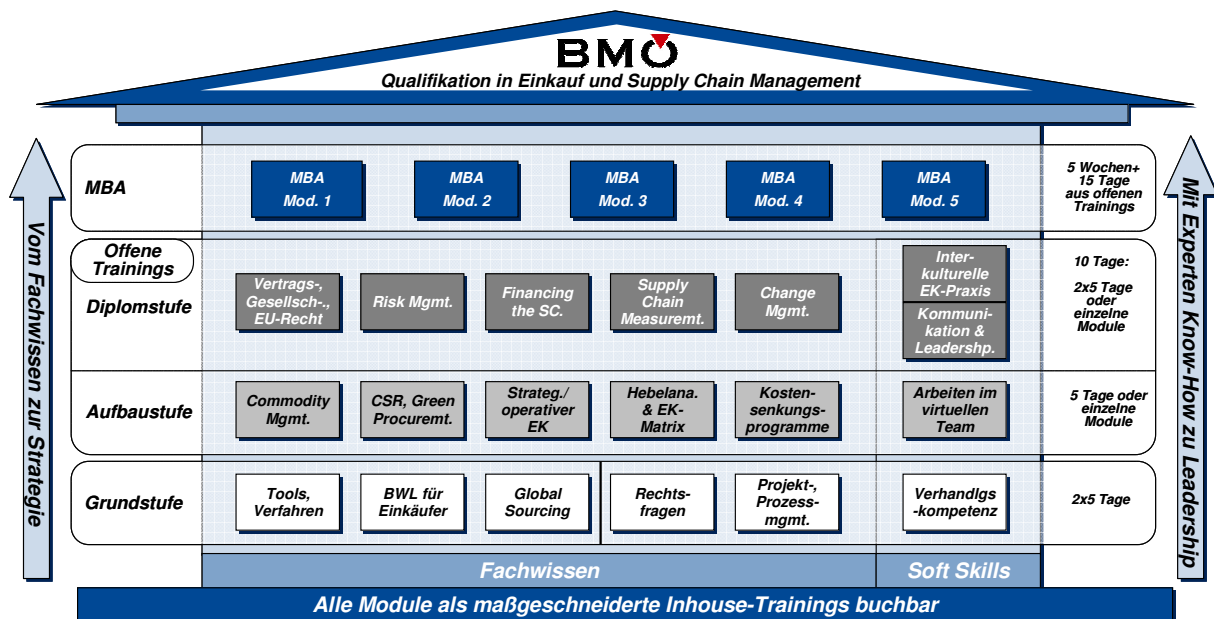 BMÖ
Qualifikation in Einkauf und Supply Chain Management
Vom Fachwissen zur Strategie
Mit Experten Know-How zu Leadership
MBA
MBA
Mod. 1
MBA
Mod. 2
MBA
Mod. 3
MBA
Mod. 4
MBA
Mod. 5
5 Wochen+
15 Tage
aus offenen
Trainings
Offene
Trainings
Diplomstufe
Vertrags-,
Gesellsch-.,
EU-Recht
Risk Mgmt.
Financing
the SC.
Supply
Chain
Measuremt.
Change
Mgmt.
Inter-
kulturelle
EK-Praxis
Kommuni-
kation &
Leadershp.
10 Tage:
2x5 Tage
oder
einzelne
Module
Aufbaustufe
Commodity
Mgmt.
CSR, Green
Procuremt.
Strateg./
operativer
EK
Hebelana.
& EK-
Matrix
Kosten-
senkungs-
programme
Arbeiten im
virtuellen
Team
5 Tage oder
einzelne
Module
Grundstufe
Tools,
Verfahren
BWL für
Einkäufer
Global
Sourcing
Rechts-
fragen
Projekt-,
Prozess-
mgmt.
Verhandlgs
-kompetenz
2x5 Tage
Fachwissen
Soft Skills
Alle Module als maßgeschneiderte Inhouse-Trainings buchbar